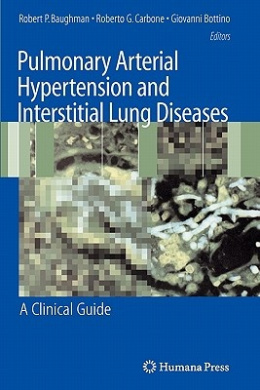 Robert P. Baughman • Roberto G. Carbone • Giovanni Bottino
Editors
Pulmonary Arterial
Hypertension and
Interstitial Lung Diseases
A Clinical Guide
Humana Press